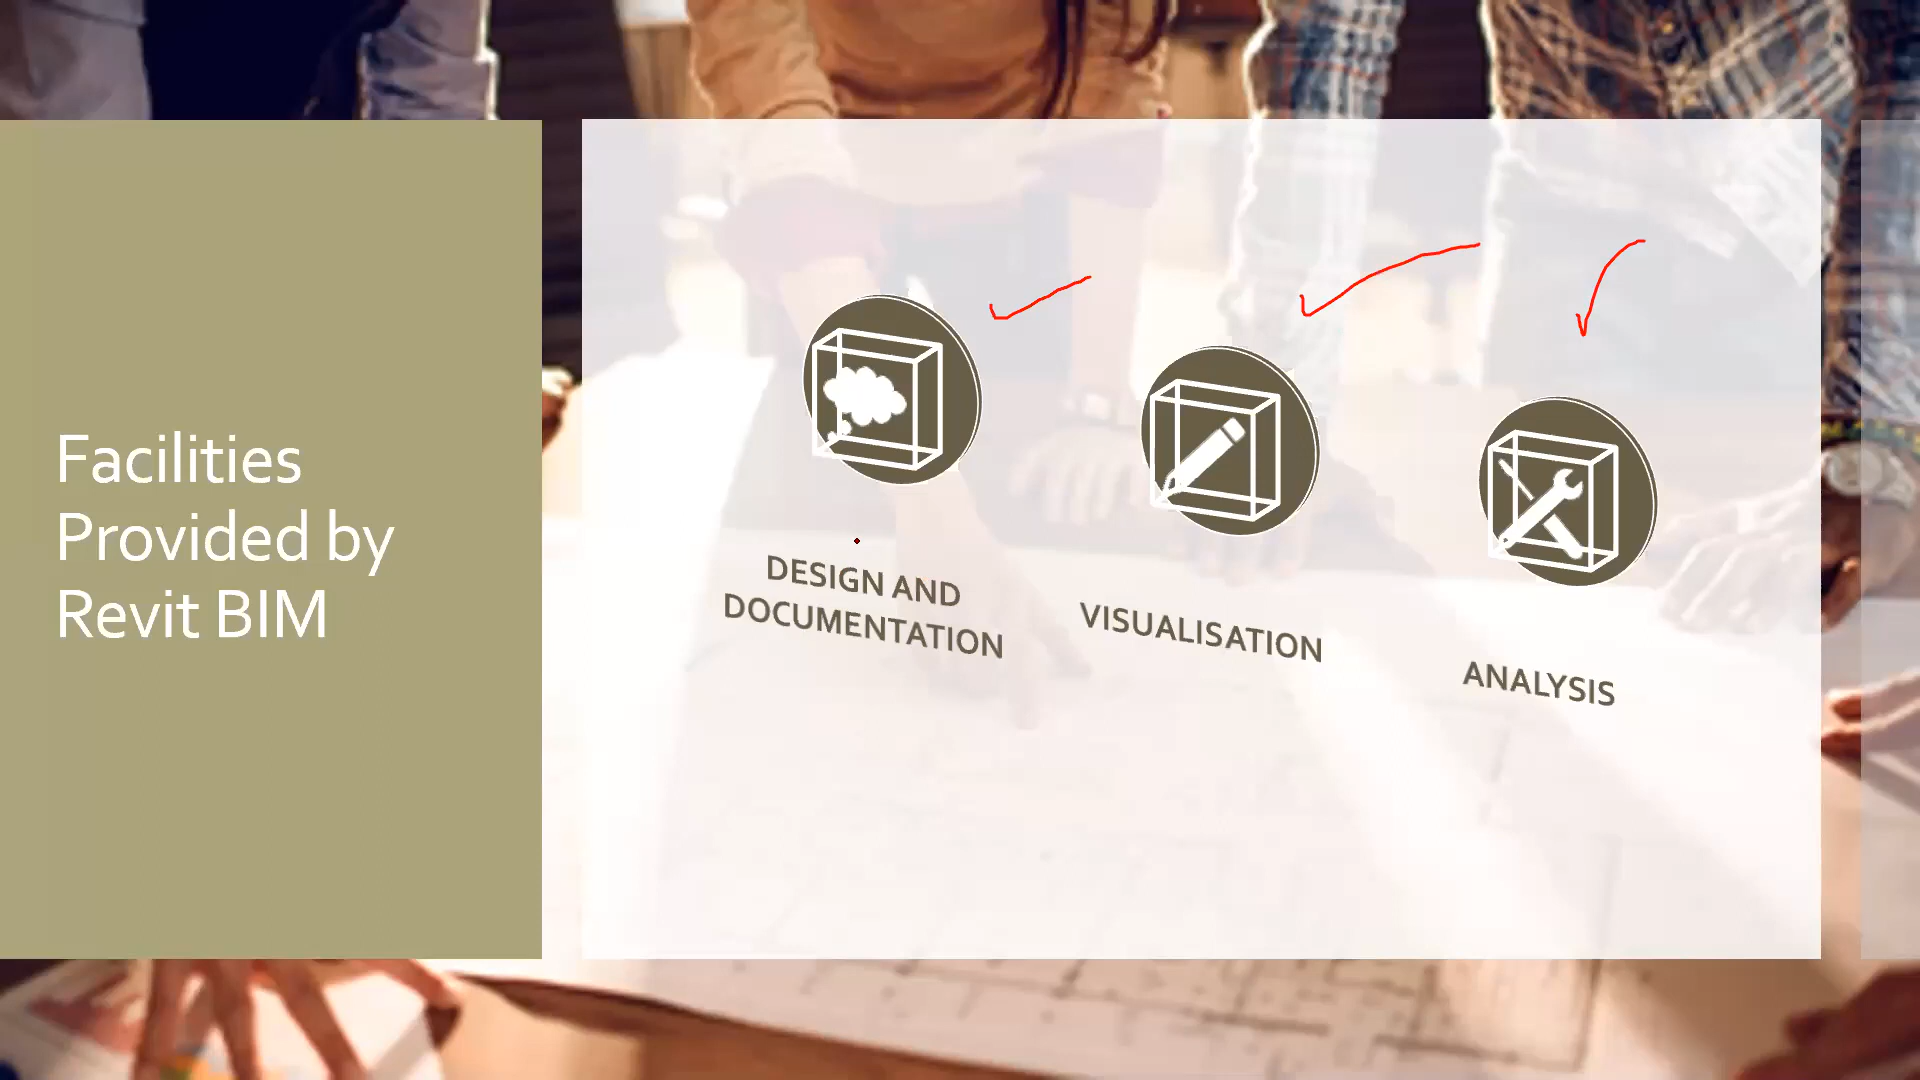 Facilities
Provided by
Revit BIM
DESIGN AND
DOCUMENTATION
VISUALISATION
ANALYSIS